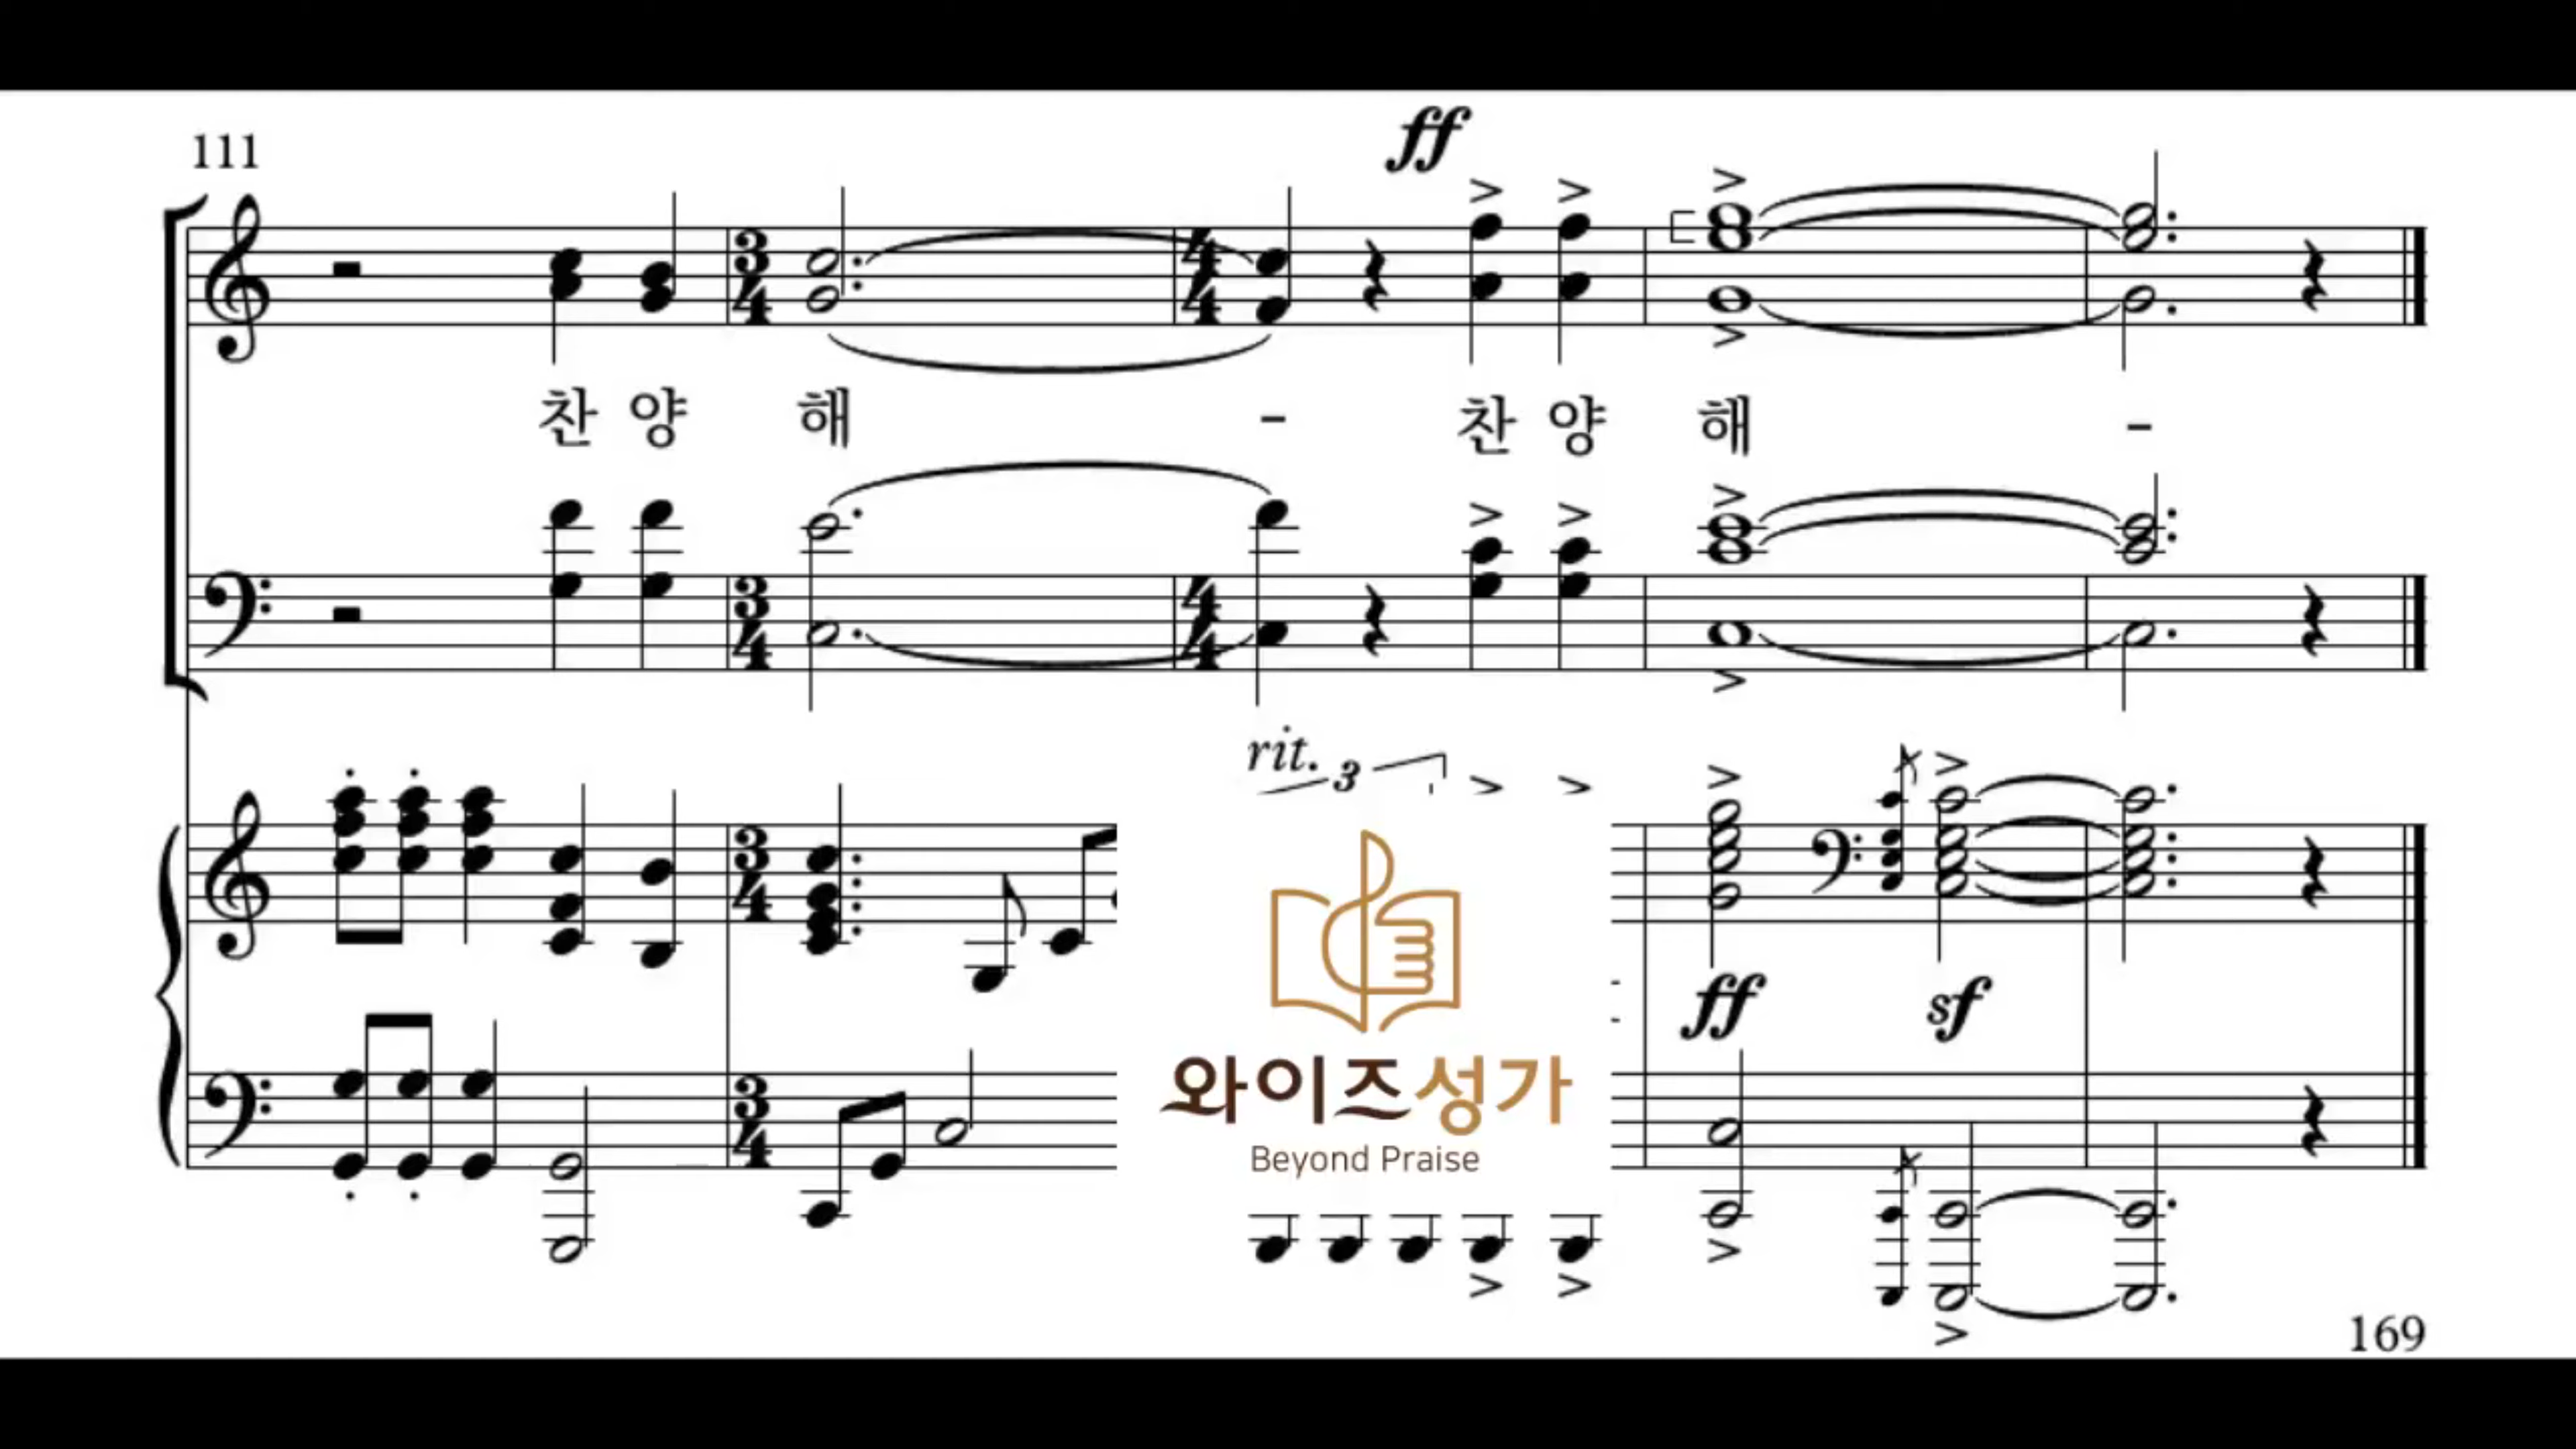 111
ff
찬 양 해 - 찬 양 해 -
rit.
3
ff sf
와이즈성가
Beyond Praise
169